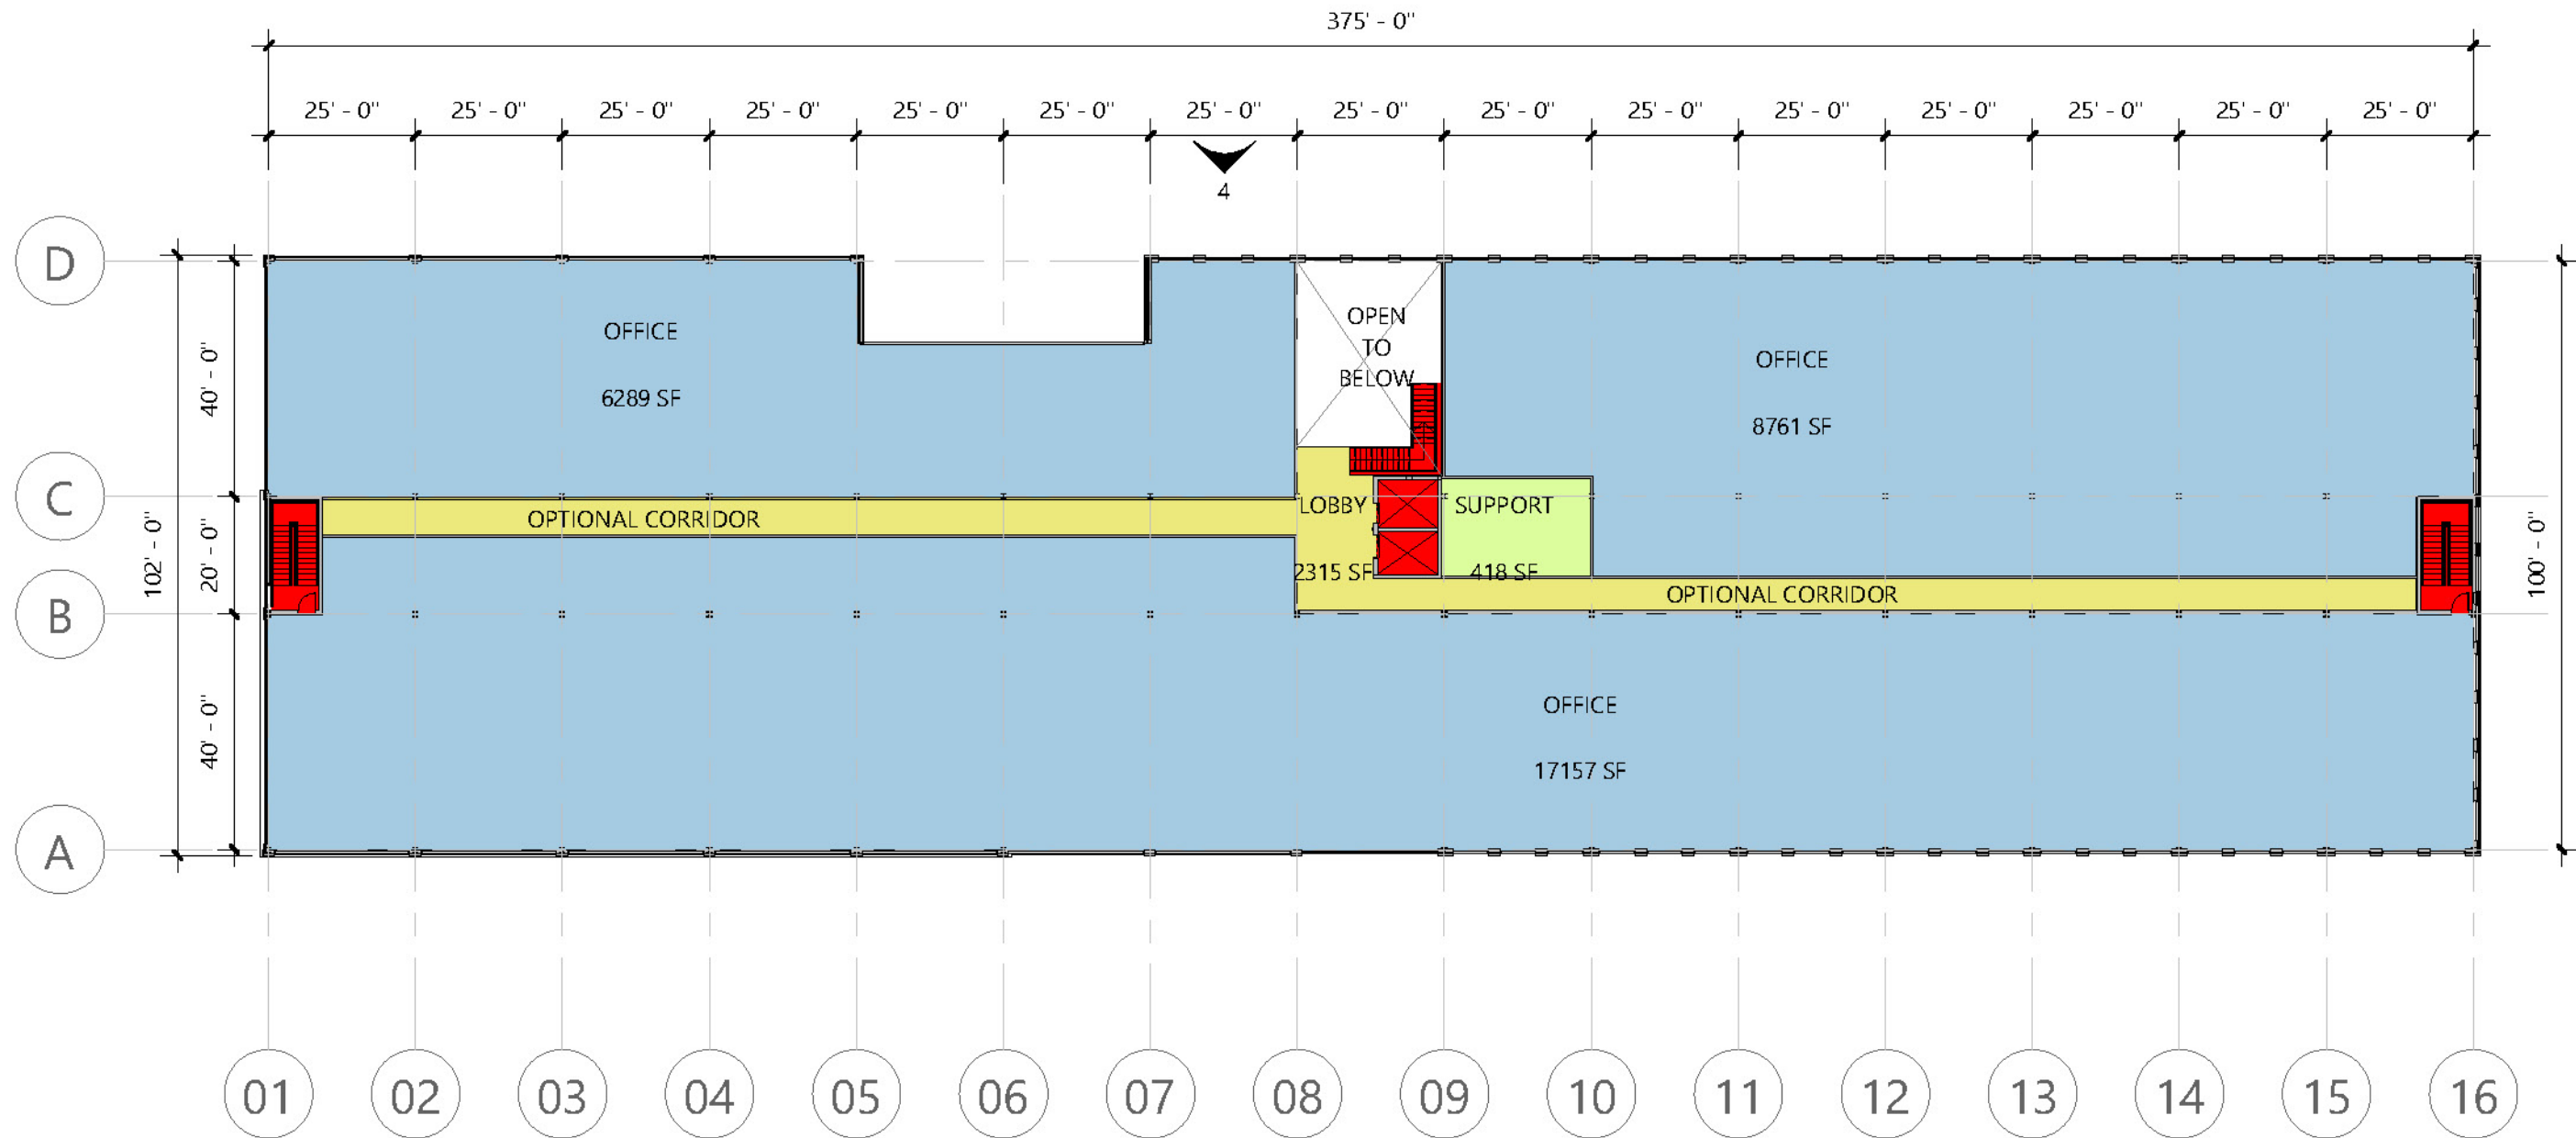 375' - 0"
25' - 0" 25' - 0" 25' - 0" 25' - 0" 25' - 0" 25' - 0" 25' - 0" 25' - 0" 25' - 0" 25' - 0" 25' - 0" 25' - 0" 25' - 0" 25' - 0" 25' - 0"
4
D
C
B
A
102' - 0"
40' - 0"
20' - 0"
40' - 0"
100' - 0"
OFFICE
6289 SF
OPEN
TO
BELOW
OFFICE
8761 SF
OPTIONAL CORRIDOR
LOBBY
2315 SF
SUPPORT
418 SF
OPTIONAL CORRIDOR
OFFICE
17157 SF
01 02 03 04 05 06 07 08 09 10 11 12 13 14 15 16